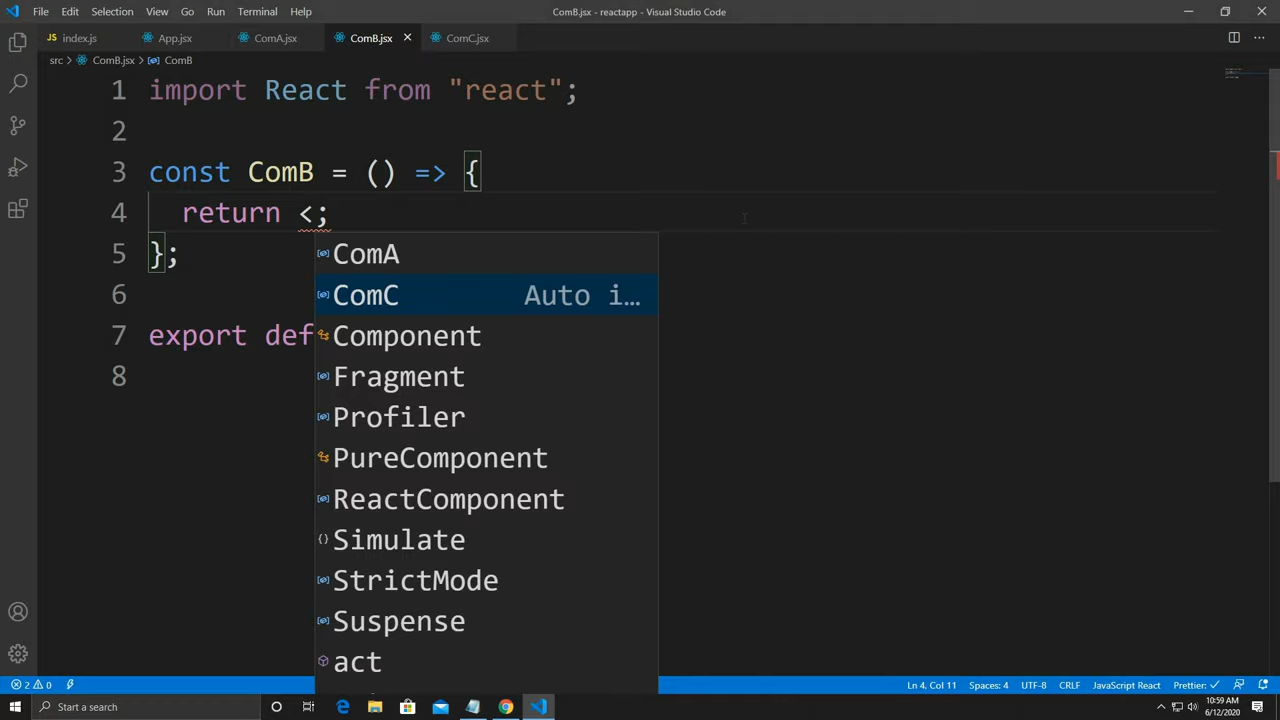 File Edit Selection View Go Run Terminal Help
ComB.jsx - reactapp - Visual Studio Code
JS index.js App.jsx ComA.jsx ComB.jsx ComC.jsx
src > ComB.jsx > ComB
1 import React from "react";
2
3 const ComB = () => {
4 return <;
5 };
6
7 export def
8
ComA
ComC Auto i…
Component
Fragment
Profiler
PureComponent
ReactComponent
Simulate
StrictMode
Suspense
act
2 0 Ln 4, Col 11 Spaces: 4 UTF-8 CRLF JavaScript React Prettier: ✓
Start a search
10:59 AM
6/12/2020